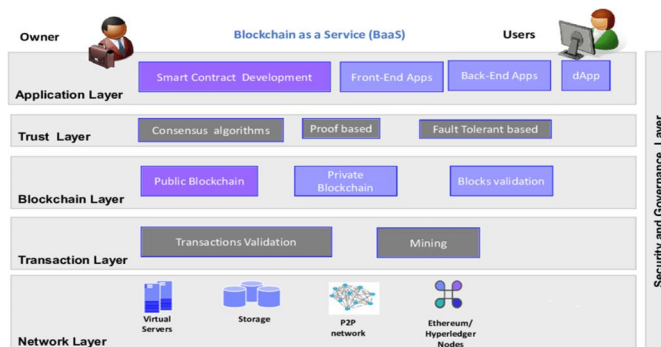 Owner
Blockchain as a Service (BaaS)
Users
Smart Contract Development
Front-End Apps
Back-End Apps
dApp
Application Layer
Consensus algorithms
Proof based
Fault Tolerant based
Trust Layer
Public Blockchain
Private
Blockchain
Blocks validation
Blockchain Layer
Transactions Validation
Mining
Transaction Layer
Virtual
Servers
Storage
P2P
network
Ethereum/
Hyperledger
Nodes
Network Layer
Security and Governance Layer